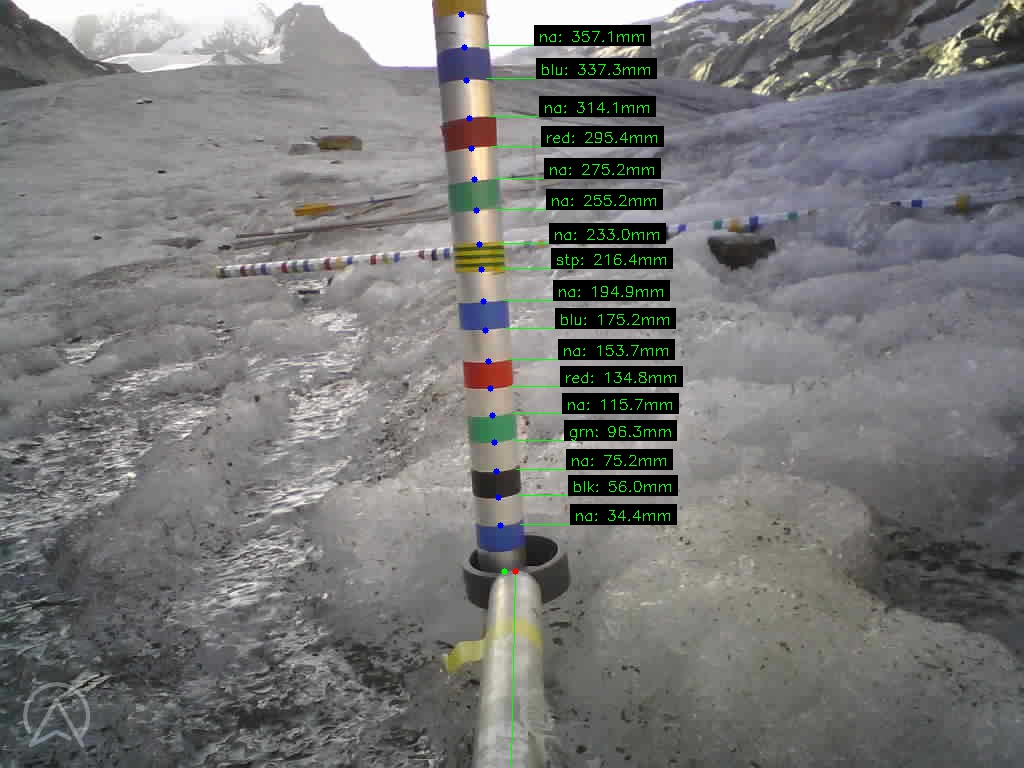 na: 357.1mm
blu: 337.3mm
na: 314.1mm
red: 295.4mm
na: 275.2mm
na: 255.2mm
na: 233.0mm
stp: 216.4mm
na: 194.9mm
blu: 175.2mm
na: 153.7mm
red: 134.8mm
na: 115.7mm
grn: 96.3mm
na: 75.2mm
blk: 56.0mm
na: 34.4mm